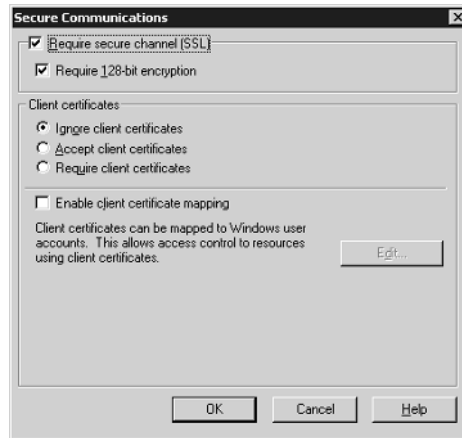 Secure Communications
Require secure channel (SSL)
Require 128-bit encryption
Client certificates
Ignore client certificates
Accept client certificates
Require client certificates
Enable client certificate mapping
Client certificates can be mapped to Windows user
accounts. This allows access control to resources
using client certificates.
Edit...
OK
Cancel
Help